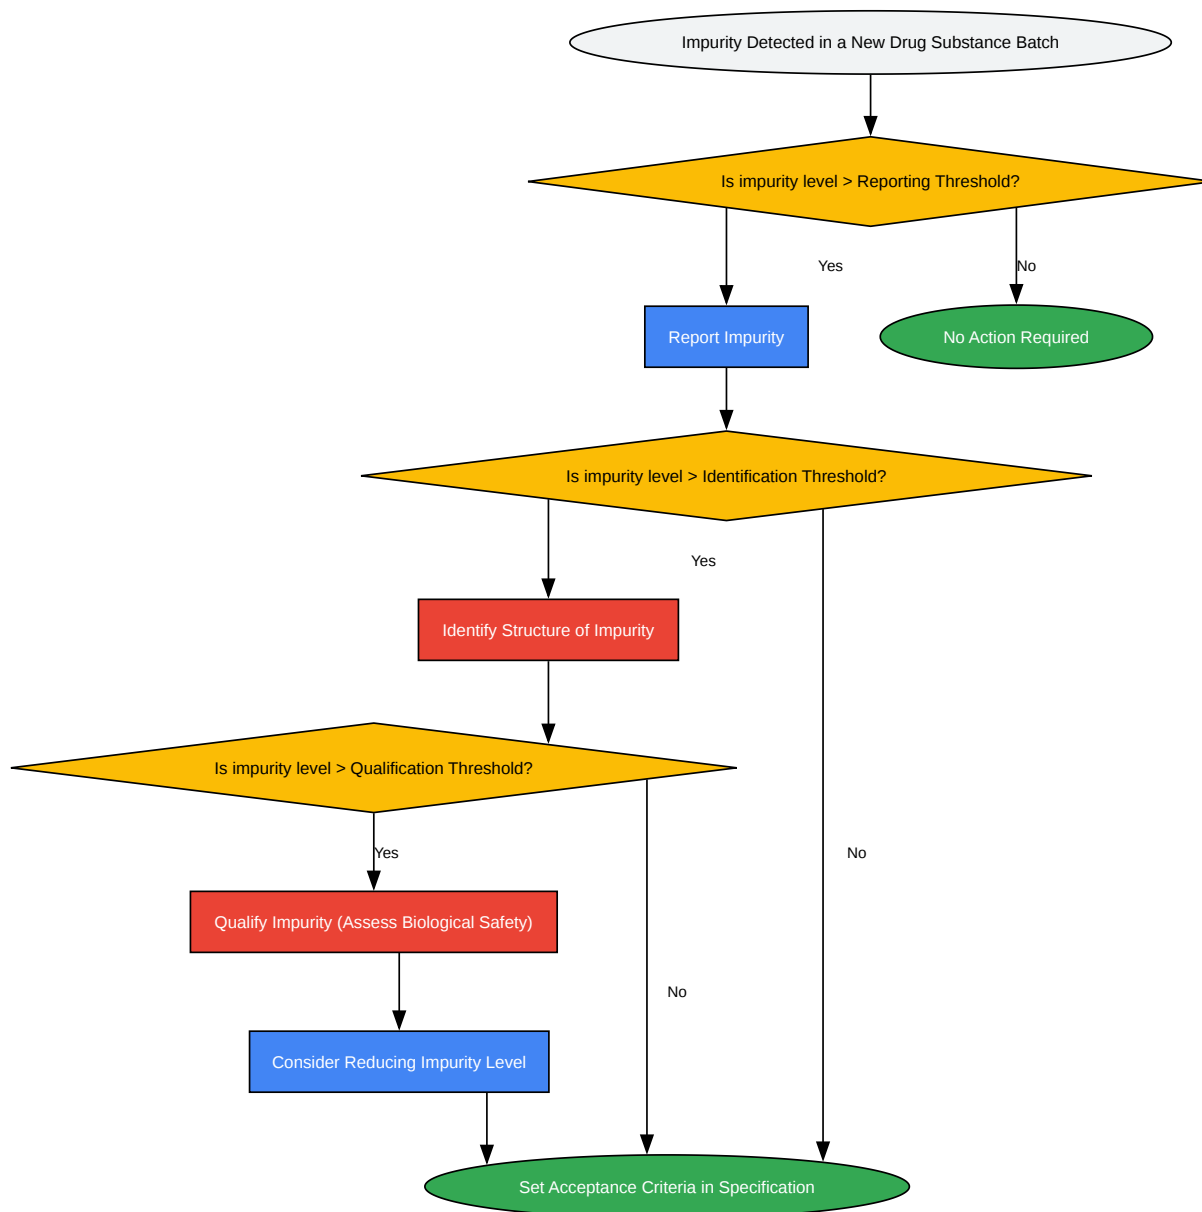 Impurity Detected in a New Drug Substance Batch
Is impurity level > Reporting Threshold?
Yes
No
Report Impurity
No Action Required
Is impurity level > Identification Threshold?
Yes
Identify Structure of Impurity
Is impurity level > Qualification Threshold?
Yes
No
Qualify Impurity (Assess Biological Safety)
No
Consider Reducing Impurity Level
Set Acceptance Criteria in Specification